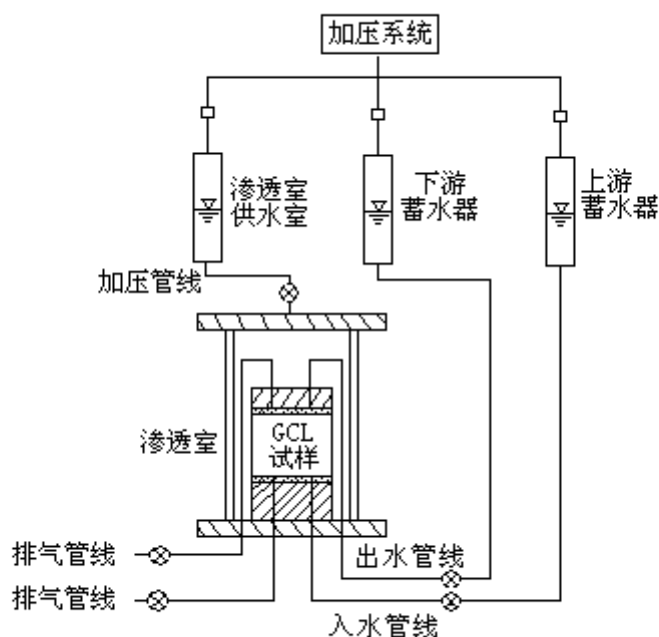 加压系统
渗透室
供水室
下游
蓄水器
上游
蓄水器
加压管线
渗透室
GCL
试样
排气管线
出水管线
排气管线
入水管线